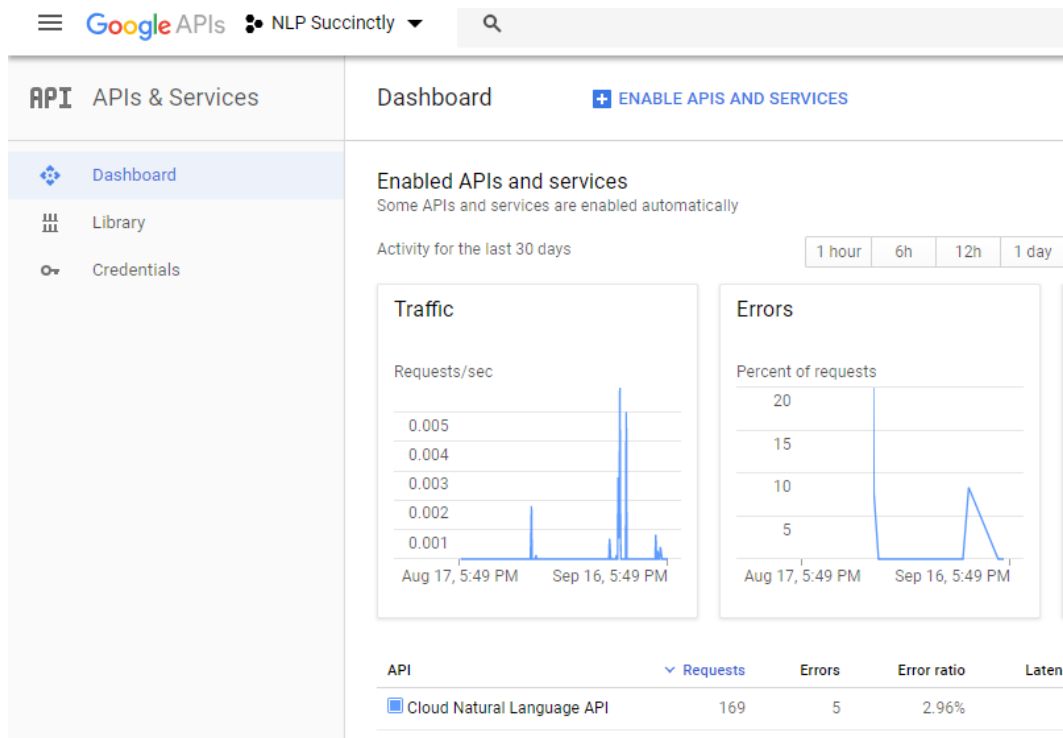 Google APIs NLP Succinctly
API APIs & Services
Dashboard ENABLE APIS AND SERVICES
Dashboard
Library
Credentials
Enabled APIs and services
Some APIs and services are enabled automatically
Activity for the last 30 days
1 hour 6h 12h 1 day
Traffic
Requests/sec
0.005
0.004
0.003
0.002
0.001
Aug 17, 5:49 PM Sep 16, 5:49 PM
Errors
Percent of requests
20
15
10
5
Aug 17, 5:49 PM Sep 16, 5:49 PM
API Requests Errors Error ratio Laten
Cloud Natural Language API 169 5 2.96%